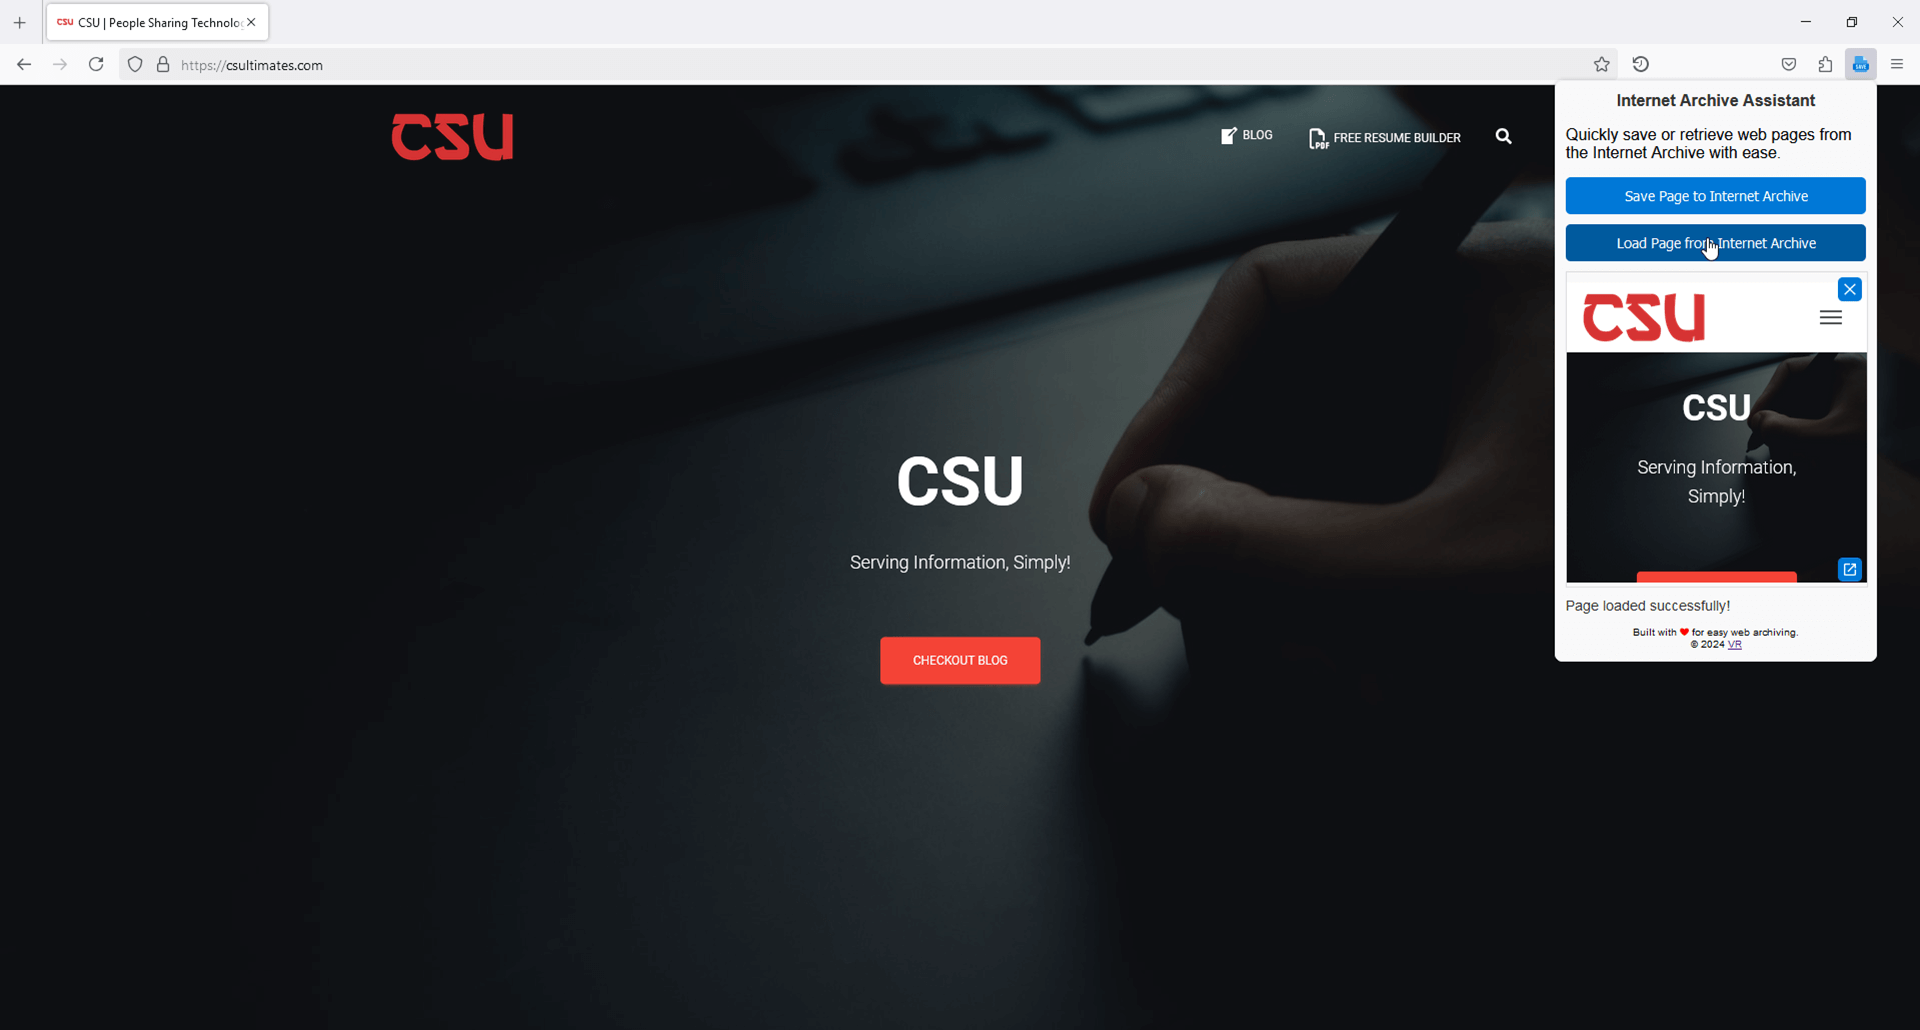 CSU CSU | People Sharing Technolo
https://csultimates.com
SAVE
CSU
BLOG
PDF
FREE RESUME BUILDER
CSU
Serving Information, Simply!
CHECKOUT BLOG
Internet Archive Assistant
Quickly save or retrieve web pages from
the Internet Archive with ease.
Save Page to Internet Archive
Load Page from Internet Archive
CSU
CSU
Serving Information,
Simply!
Page loaded successfully!
Built with ❤ for easy web archiving.
© 2024 VR